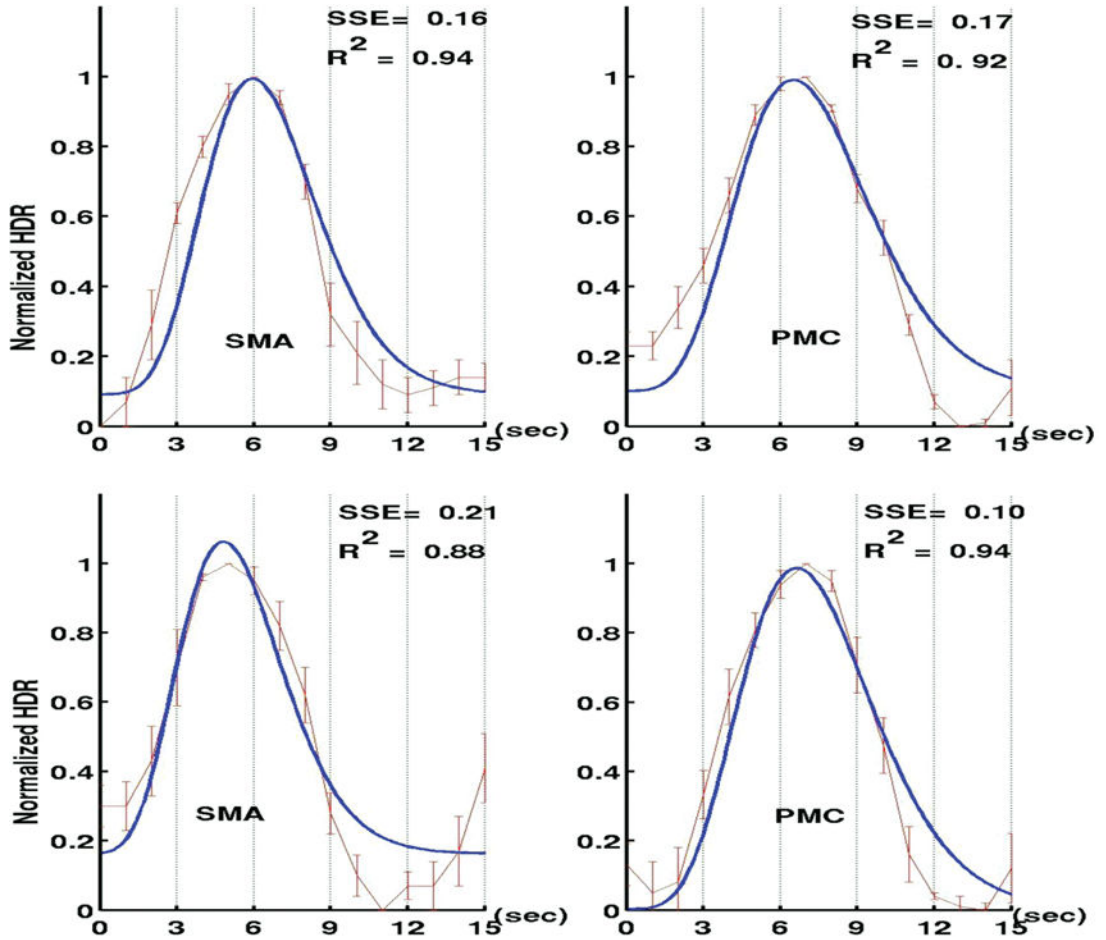 SSE= 0.16
R² = 0.94
1
0.8
0.6
0.4
0.2
0
Normalized HDR
SMA
0 3 6 9 12 15 (sec)
SSE= 0.17
R² = 0.92
1
0.8
0.6
0.4
0.2
0
PMC
0 3 6 9 12 15 (sec)
SSE= 0.21
R² = 0.88
1
0.8
0.6
0.4
0.2
0
Normalized HDR
SMA
0 3 6 9 12 15 (sec)
SSE= 0.10
R² = 0.94
1
0.8
0.6
0.4
0.2
0
PMC
0 3 6 9 12 15 (sec)